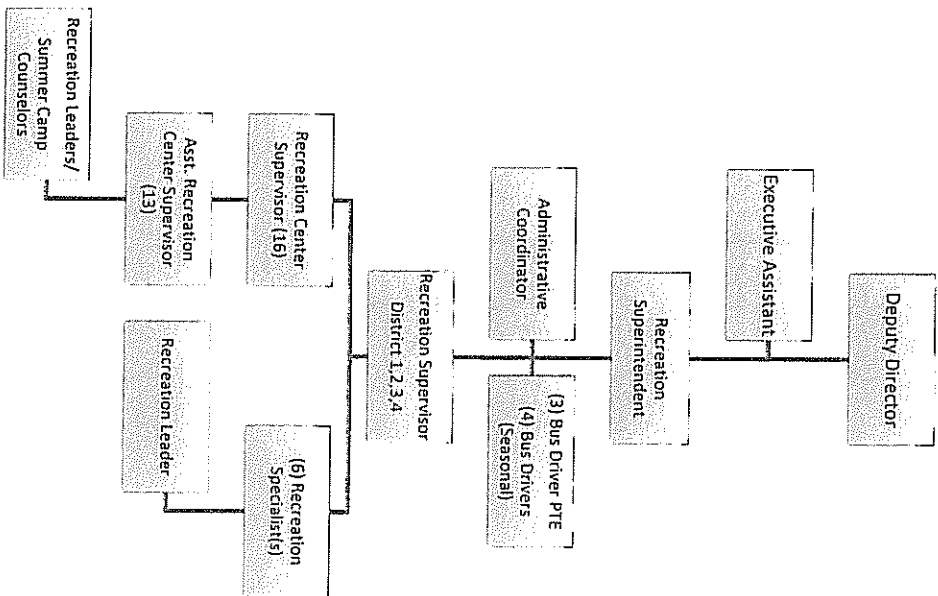 Deputy Director
Executive Assistant
Recreation
Superintendent
Administrative
Coordinator
(3) Bus Driver PTE
(4) Bus Drivers
(Seasonal)
Recreation Supervisor
District 1,2,3,4
Recreation Center
Supervisor (16)
(6) Recreation
Specialist(s)
Asst. Recreation
Center Supervisor
(13)
Recreation Leader
Recreation Leaders/
Summer Camp
Counselors